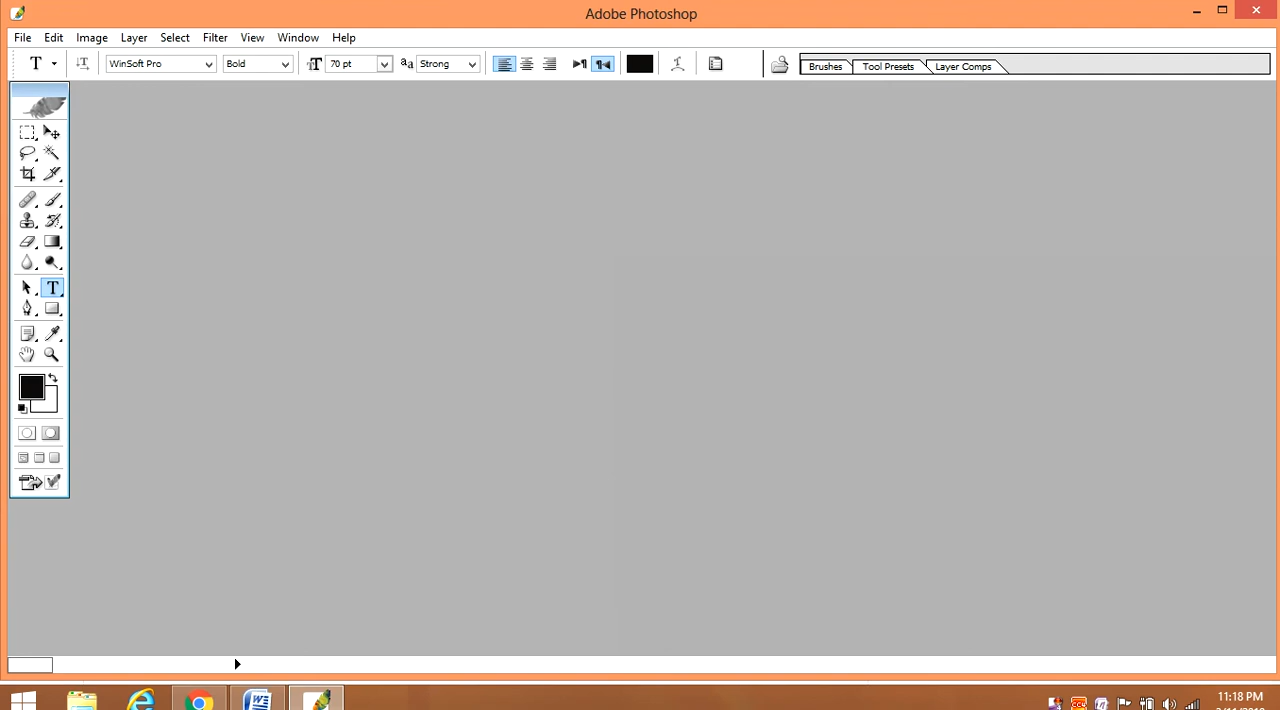 Adobe Photoshop
File Edit Image Layer Select Filter View Window Help
T WinSoft Pro Bold T 70 pt aa Strong Brushes Tool Presets Layer Comps
T
11:18 PM